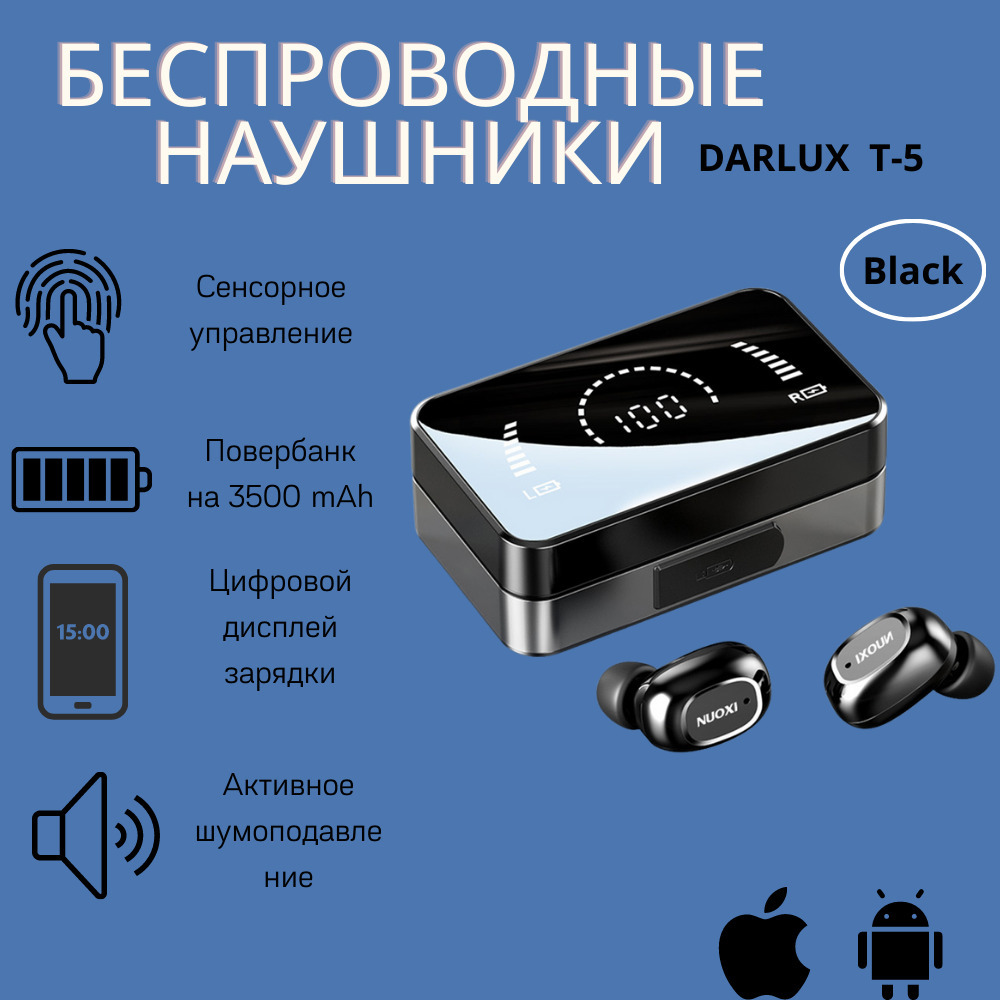 БЕСПРОВОДНЫЕ
НАУШНИКИ
DARLUX T-5
Black
Сенсорное
управление
Повербанк
на 3500 mAh
Цифровой
дисплей
зарядки
15:00
Активное
шумоподавле
ние
100
R
L
NUOXI
NUOXI